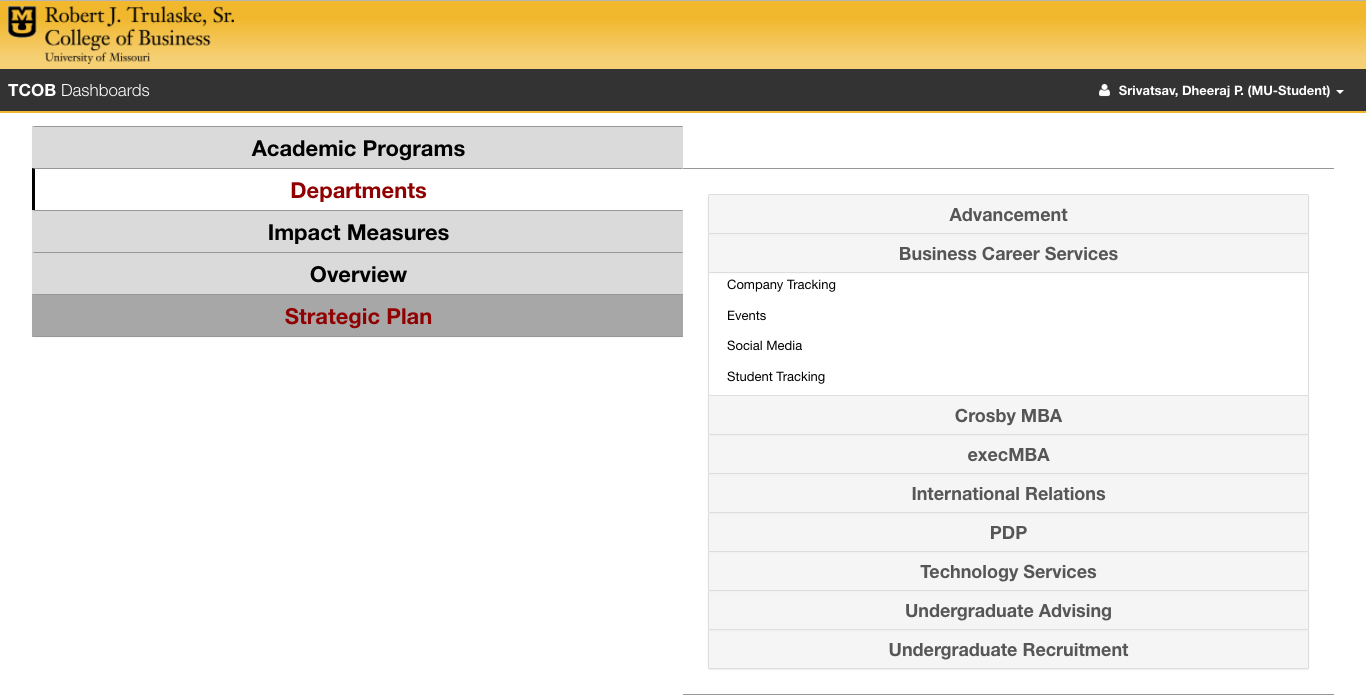 Robert J. Trulaske, Sr.
College of Business
University of Missouri
TCOB Dashboards
Srivatsav, Dheeraj P. (MU-Student)
Academic Programs
Departments
Impact Measures
Overview
Strategic Plan
Advancement
Business Career Services
Company Tracking
Events
Social Media
Student Tracking
Crosby MBA
execMBA
International Relations
PDP
Technology Services
Undergraduate Advising
Undergraduate Recruitment